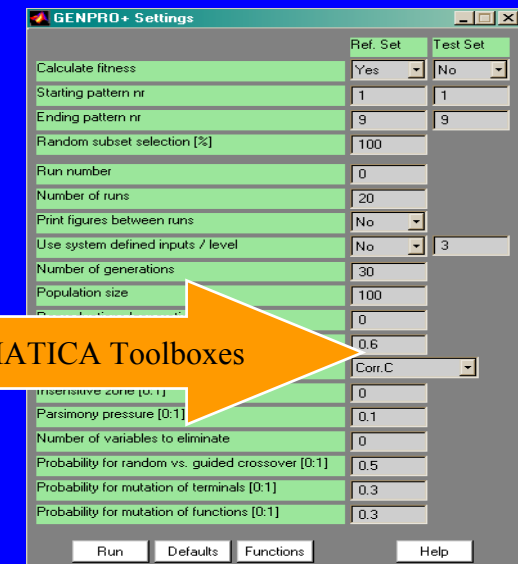 GENPRO+ Settings
Ref. Set Test Set
Calculate fitness Yes No
Starting pattern nr 1 1
Ending pattern nr 9 9
Random subset selection [%] 100
Run number 0
Number of runs 20
Print figures between runs No
Use system defined inputs / level No 3
Number of generations 30
Population size 100
0
0.6
MATICA Toolboxes
Corr.C
Insensitive zone [0:1] 0
Parsimony pressure [0:1] 0.1
Number of variables to eliminate 0
Probability for random vs. guided crossover [0:1] 0.5
Probability for mutation of terminals [0:1] 0.3
Probability for mutation of functions [0:1] 0.3
Run Defaults Functions Help